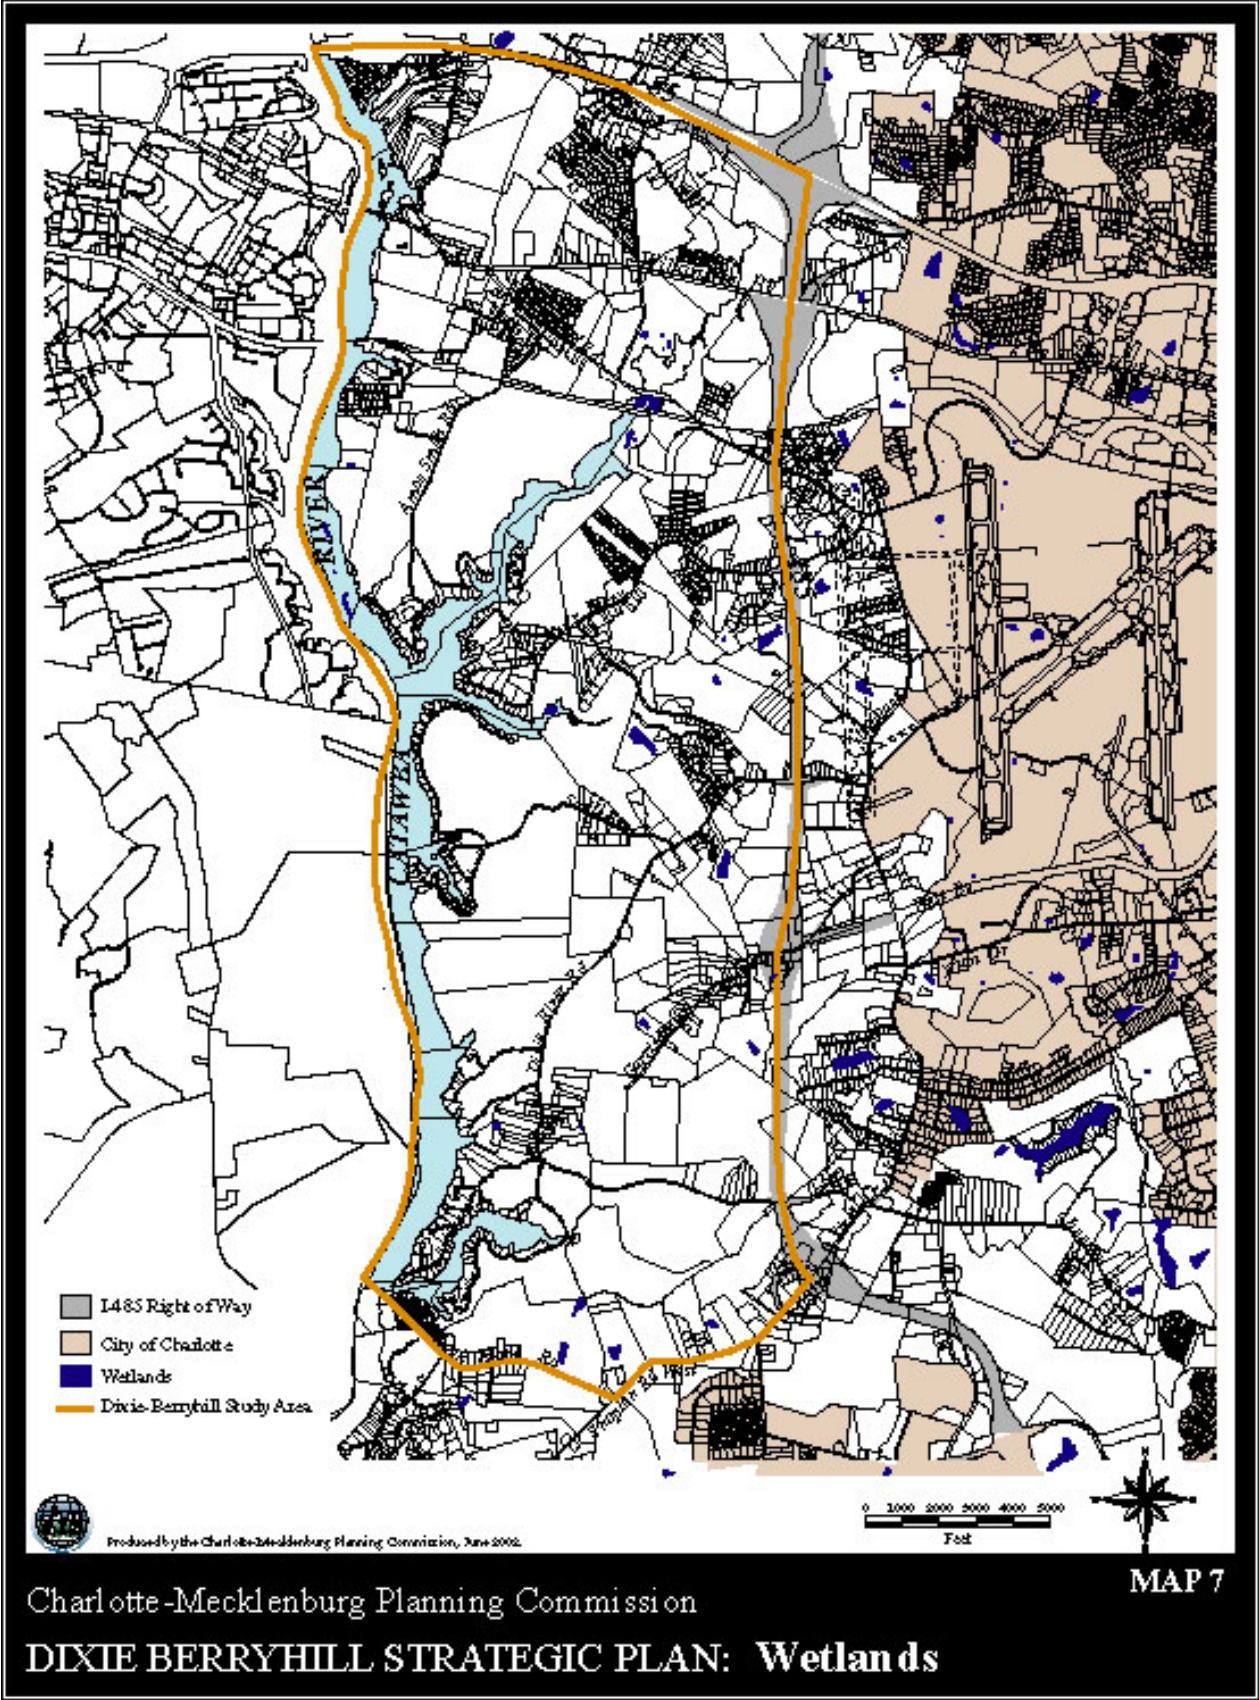 RIVER
I-485 Right of Way
City of Charlotte
Wetlands
Dixie-Berryhill Study Area
0 1000 2000 3000 4000 5000
Feet
Produced by the Charlotte-Mecklenburg Planning Commission, June 2002.
MAP 7
Charlotte-Mecklenburg Planning Commission
DIXIE BERRYHILL STRATEGIC PLAN: Wetlands